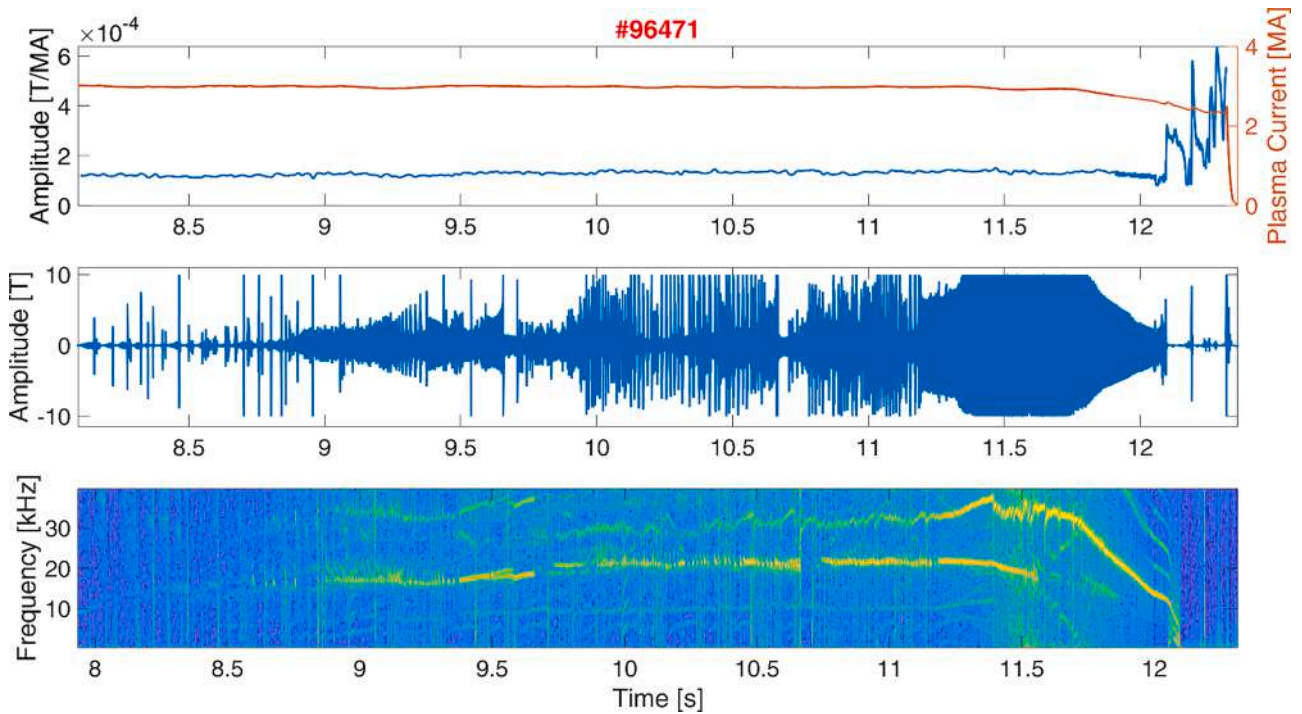 #96471
×10⁻⁴
Amplitude [T/MA]
6
4
2
0
Plasma Current [MA]
4
2
0
8.5 9 9.5 10 10.5 11 11.5 12
Amplitude [T]
10
0
-10
8.5 9 9.5 10 10.5 11 11.5 12
Frequency [kHz]
30
20
10
8 8.5 9 9.5 10 10.5 11 11.5 12
Time [s]